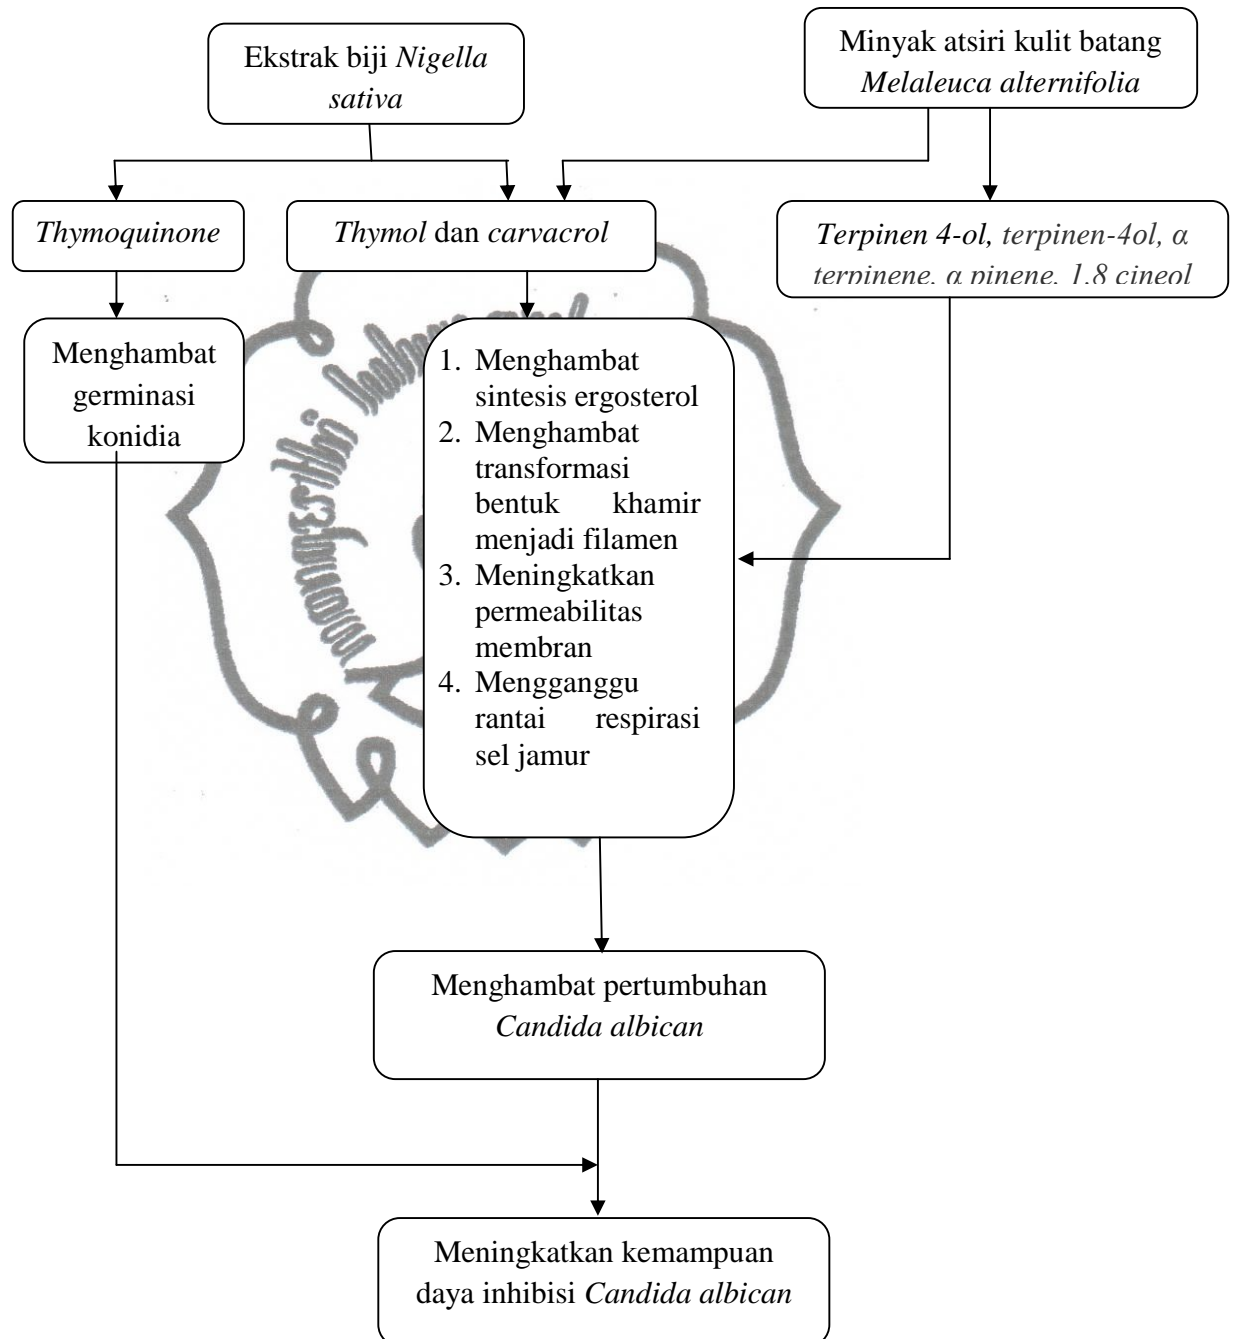 Ekstrak biji Nigella
sativa
Minyak atsiri kulit batang
Melaleuca alternifolia
Thymoquinone
Thymol dan carvacrol
Terpinen 4-ol, terpinen-4ol, α
terpinene, α pinene, 1.8 cineol
Menghambat
germinasi
konidia
1. Menghambat
sintesis ergosterol
2. Menghambat
transformasi
bentuk khamir
menjadi filamen
3. Meningkatkan
permeabilitas
membran
4. Mengganggu
rantai respirasi
sel jamur
Menghambat pertumbuhan
Candida albican
Meningkatkan kemampuan
daya inhibisi Candida albican